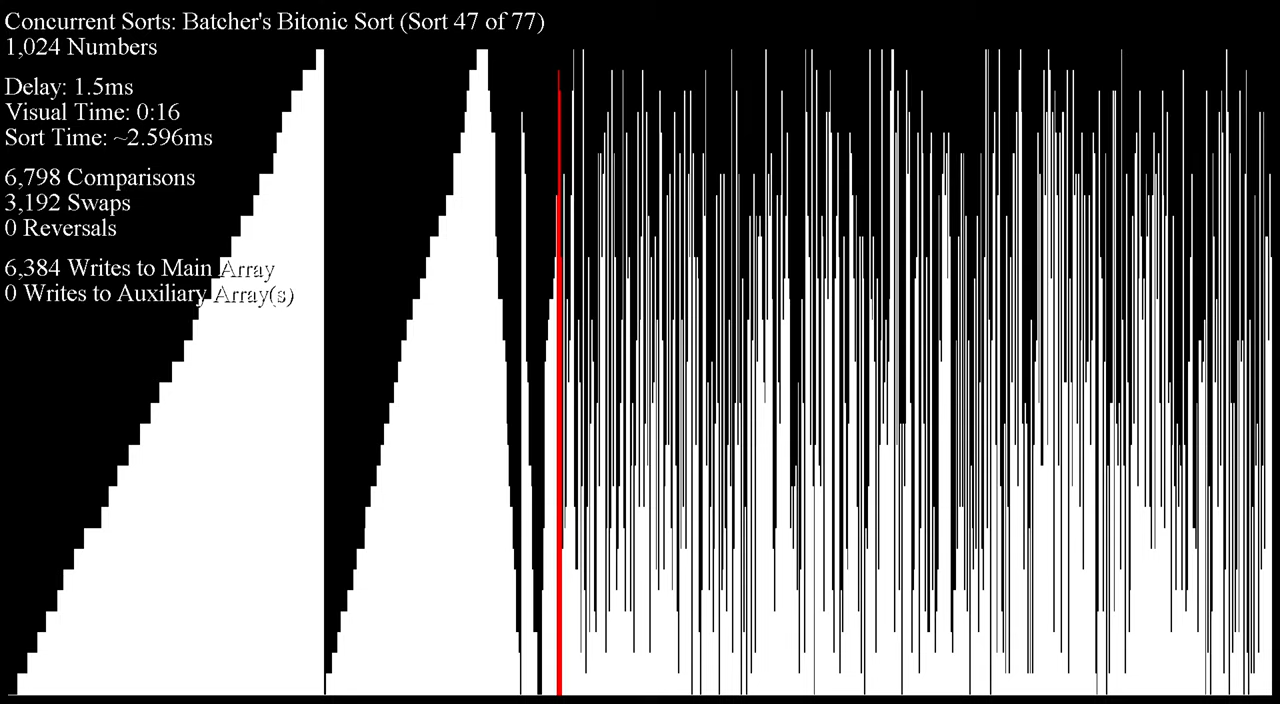 Concurrent Sorts: Batcher's Bitonic Sort (Sort 47 of 77)
1,024 Numbers
Delay: 1.5ms
Visual Time: 0:16
Sort Time: ~2.596ms
6,798 Comparisons
3,192 Swaps
0 Reversals
6,384 Writes to Main Array
0 Writes to Auxiliary Array(s)